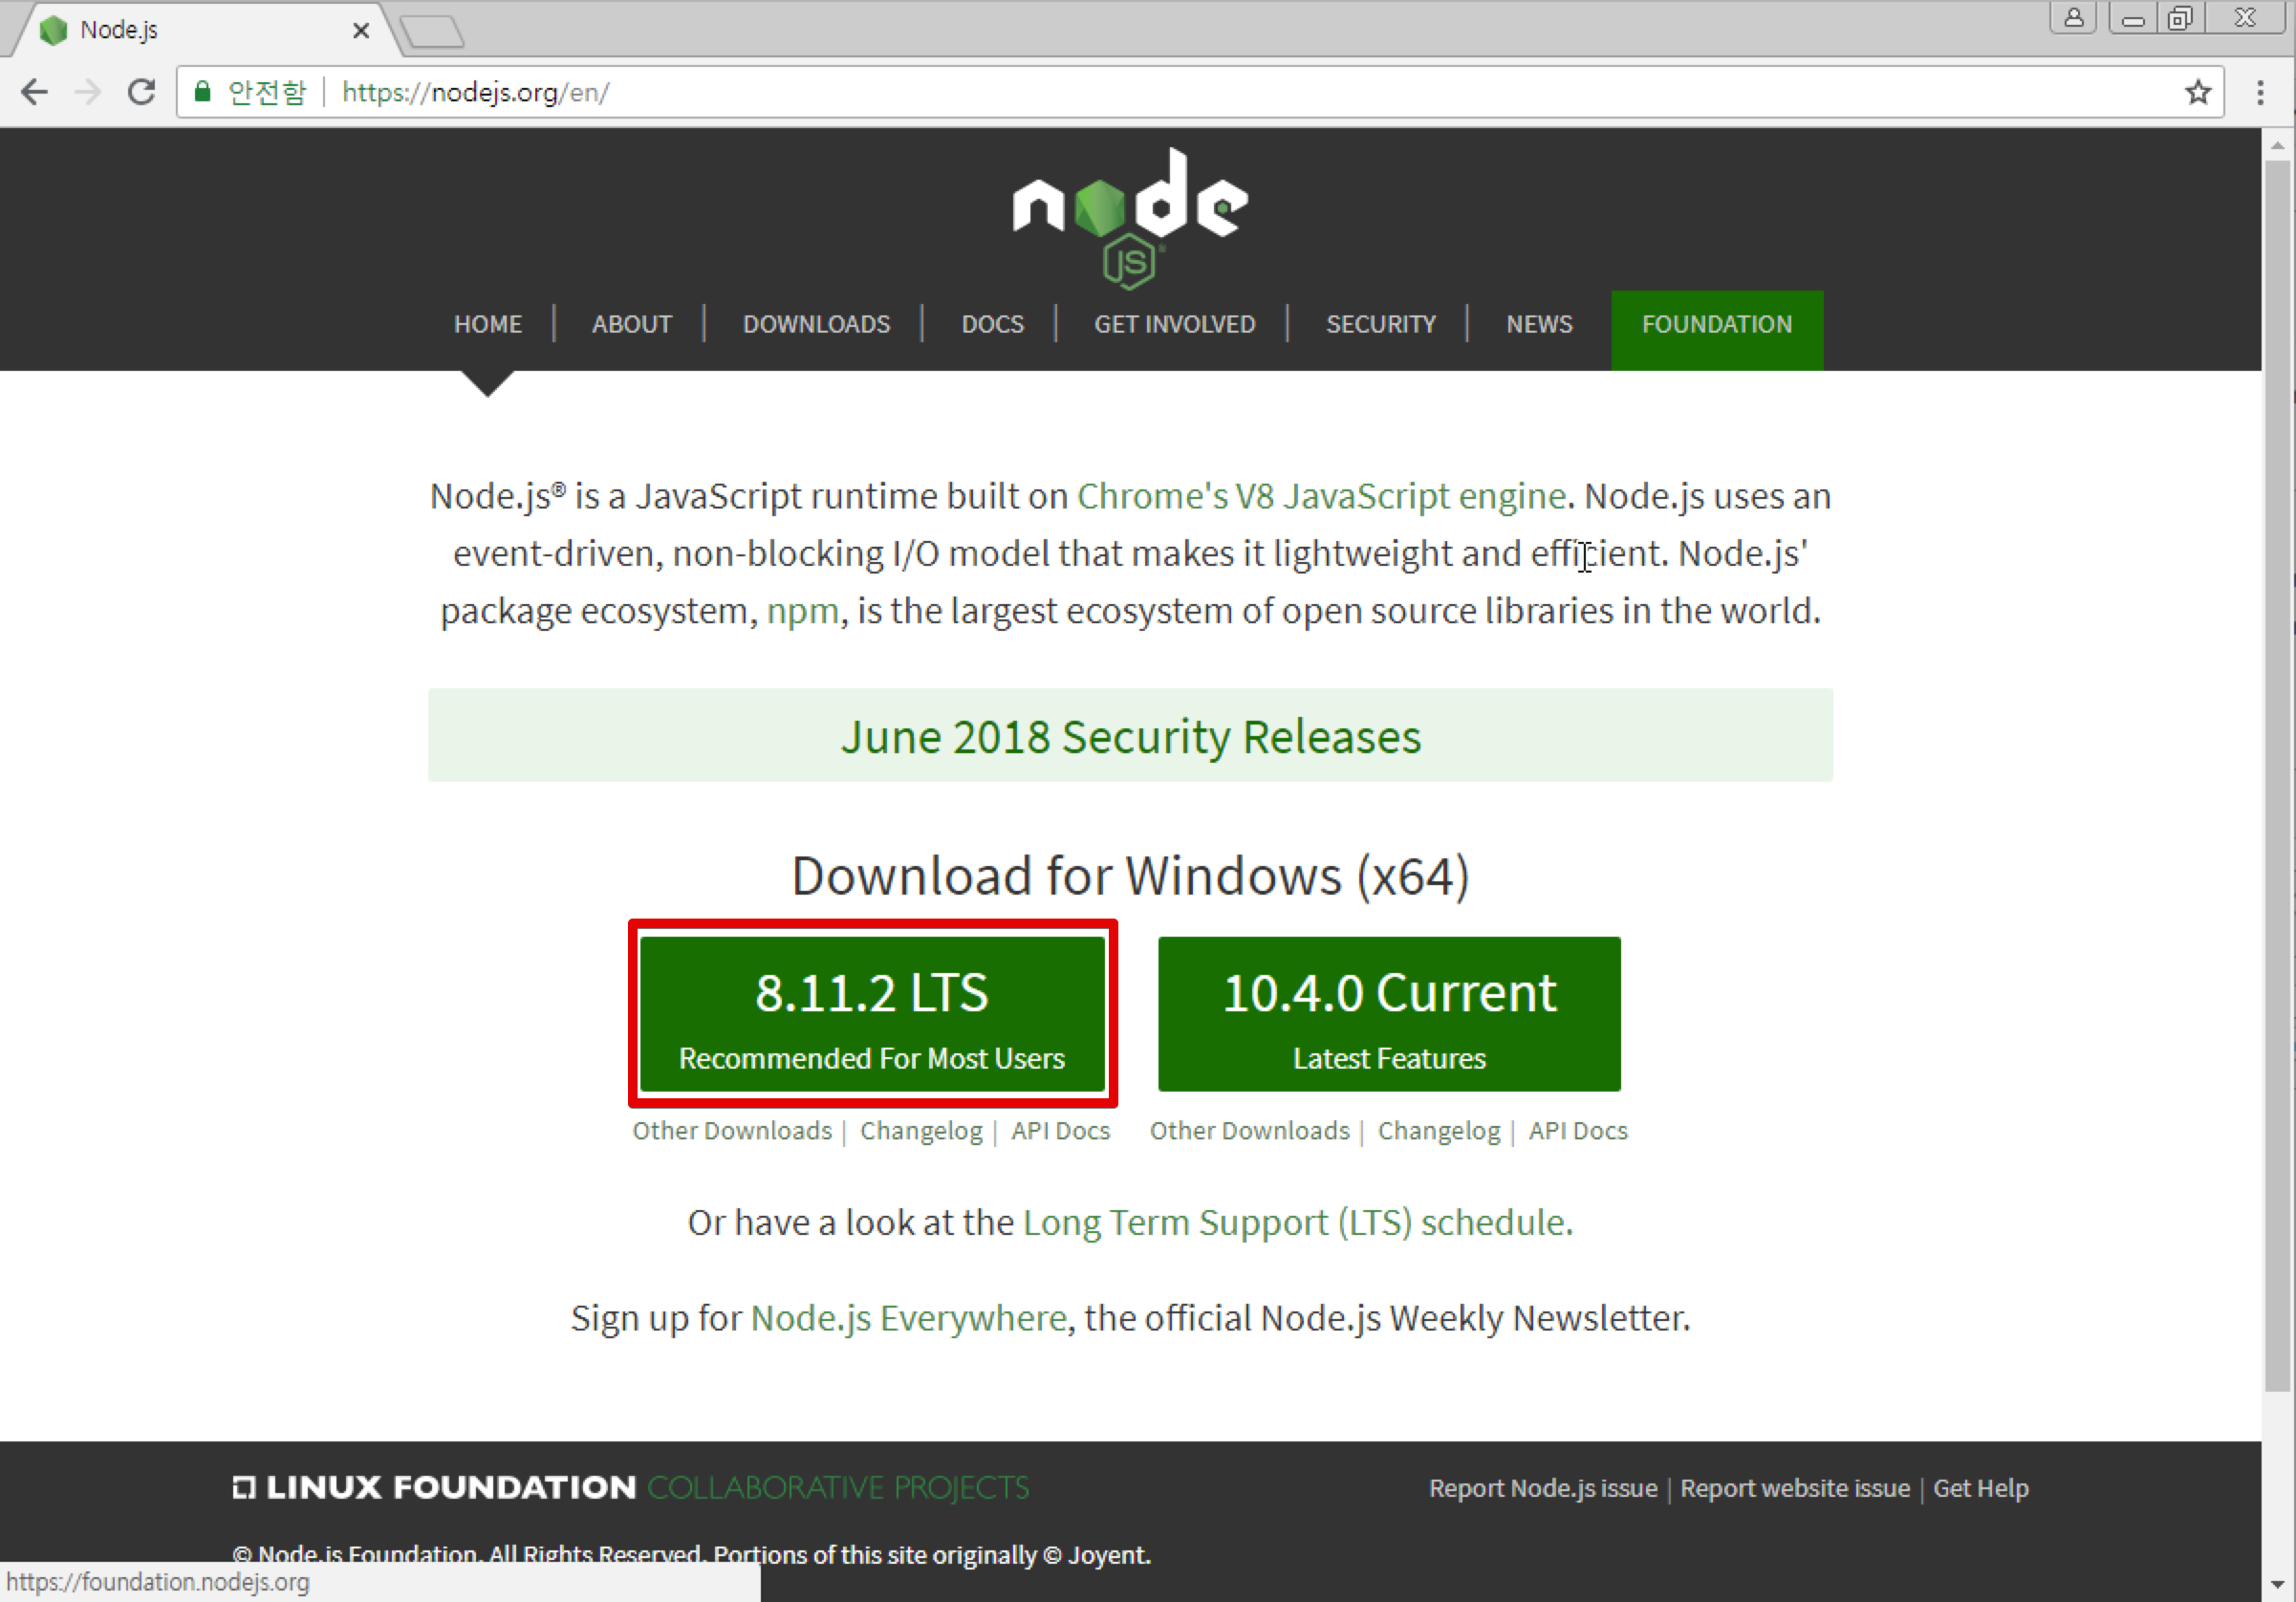 Node.js
안전함 | https://nodejs.org/en/
node
JS®
HOME | ABOUT | DOWNLOADS | DOCS | GET INVOLVED | SECURITY | NEWS FOUNDATION
Node.js® is a JavaScript runtime built on Chrome's V8 JavaScript engine. Node.js uses an
event-driven, non-blocking I/O model that makes it lightweight and efficient. Node.js'
package ecosystem, npm, is the largest ecosystem of open source libraries in the world.
June 2018 Security Releases
Download for Windows (x64)
8.11.2 LTS
Recommended For Most Users
10.4.0 Current
Latest Features
Other Downloads | Changelog | API Docs
Other Downloads | Changelog | API Docs
Or have a look at the Long Term Support (LTS) schedule.
Sign up for Node.js Everywhere, the official Node.js Weekly Newsletter.
LINUX FOUNDATION COLLABORATIVE PROJECTS
Report Node.js issue | Report website issue | Get Help
© Node.js Foundation. All Rights Reserved. Portions of this site originally © Joyent.
https://foundation.nodejs.org